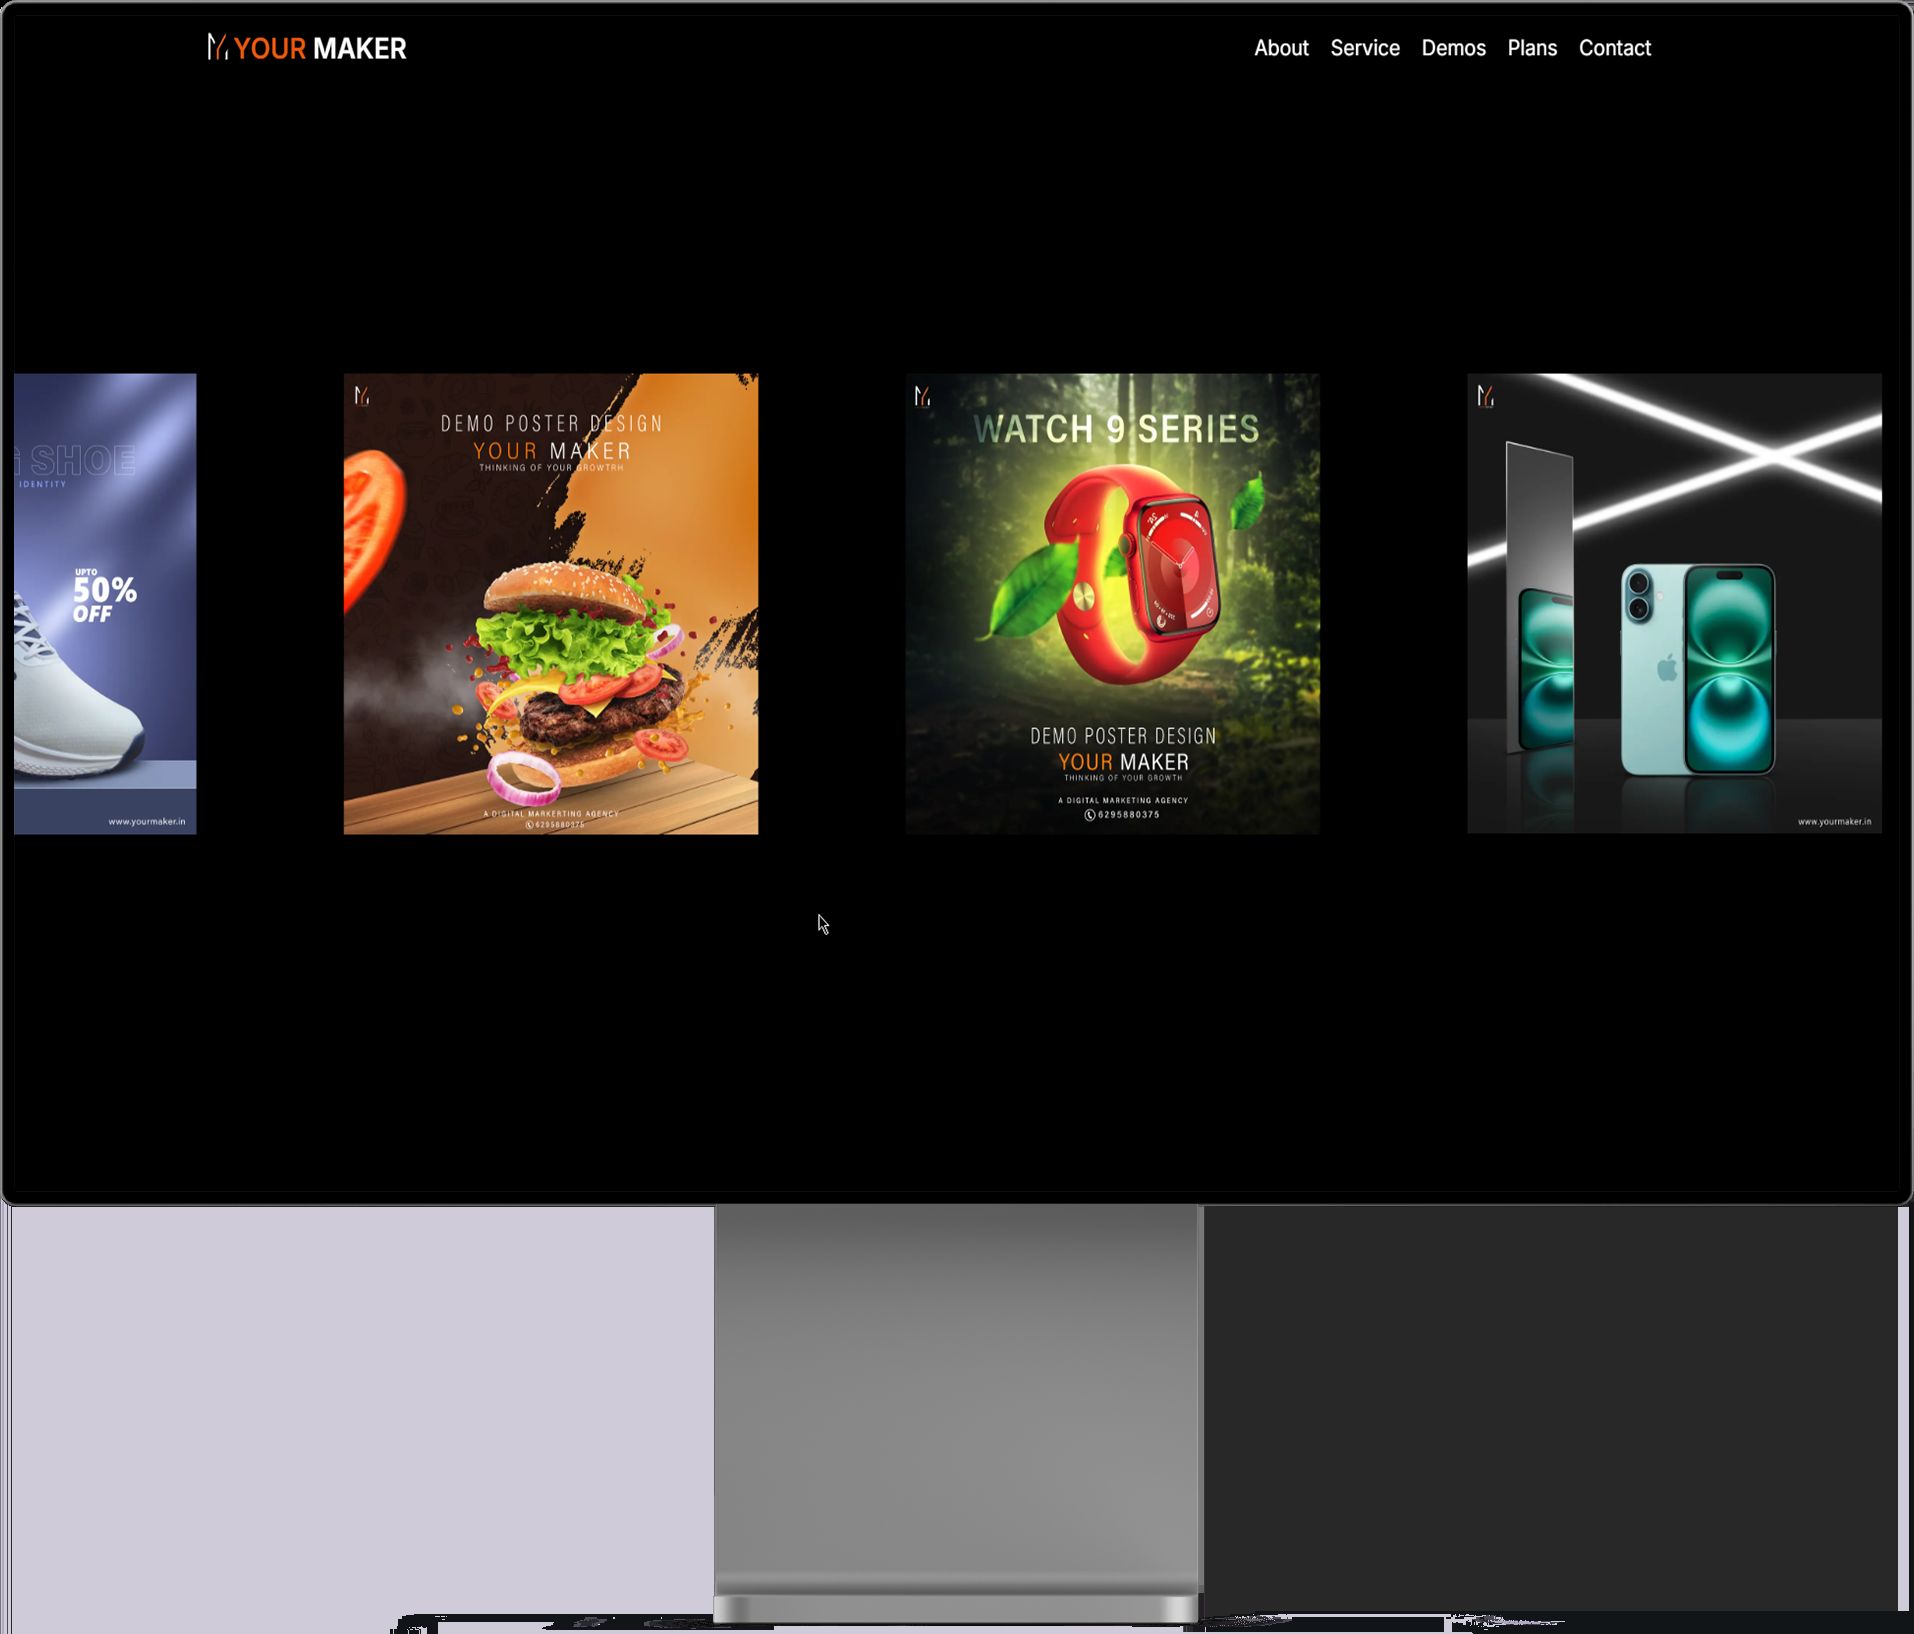 YOUR MAKER
About Service Demos Plans Contact
SHOE
IDENTITY
UPTO
50%
OFF
www.yourmaker.in
DEMO POSTER DESIGN
YOUR MAKER
THINKING OF YOUR GROWTRH
A DIGITAL MARKERTING AGENCY
6295880375
WATCH 9 SERIES
DEMO POSTER DESIGN
YOUR MAKER
THINKING OF YOUR GROWTH
A DIGITAL MARKETING AGENCY
6295880375
www.yourmaker.in